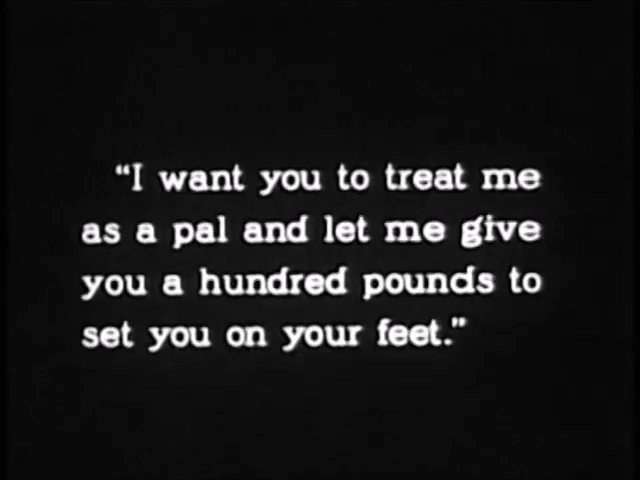 "I want you to treat me
as a pal and let me give
you a hundred pounds to
set you on your feet."